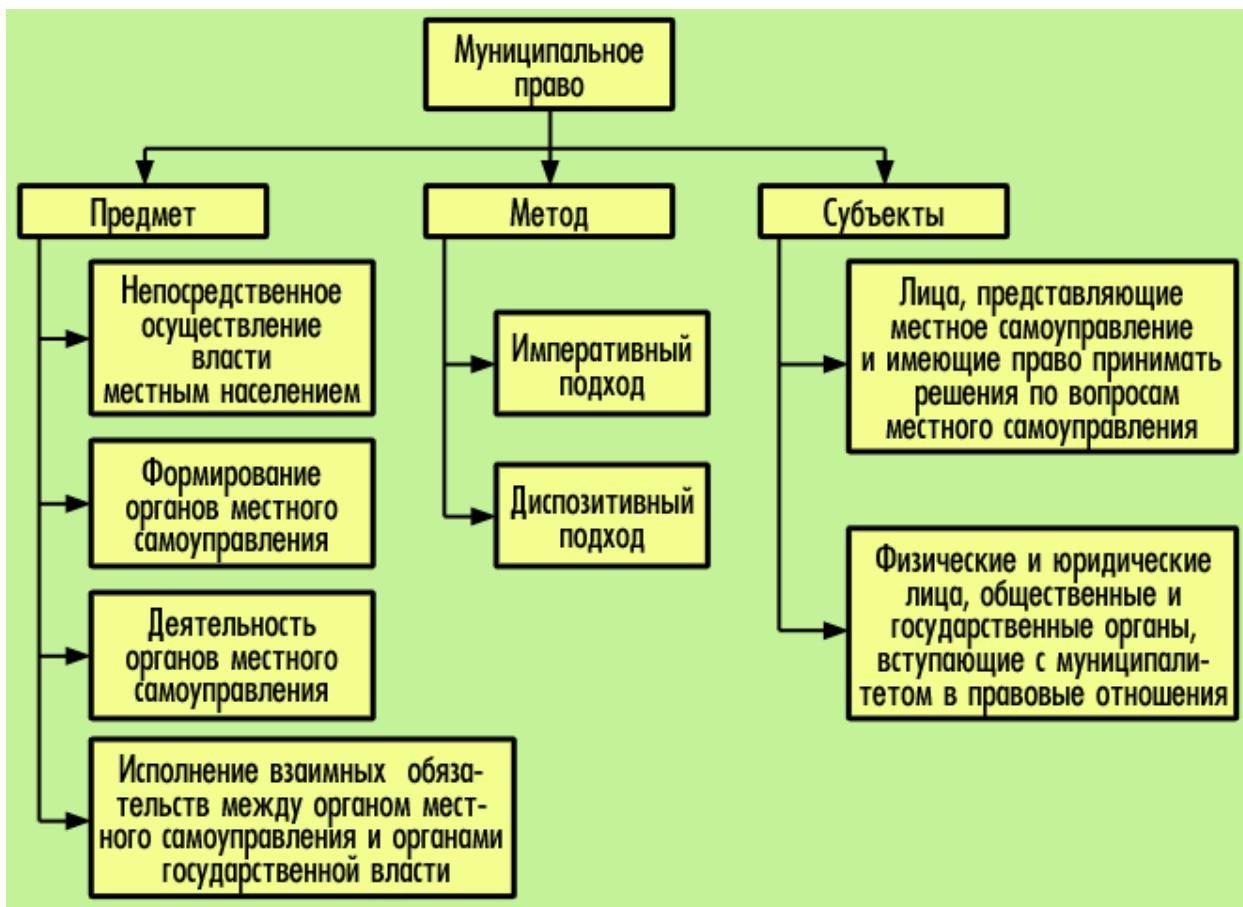 Муниципальное
право
Предмет
Метод
Субъекты
Непосредственное
осуществление
власти
местным населением
Формирование
органов местного
самоуправления
Деятельность
органов местного
самоуправления
Исполнение взаимных обяза-
тельств между органом мест-
ного самоуправления и органами
государственной власти
Императивный
подход
Диспозитивный
подход
Лица, представляющие
местное самоуправление
и имеющие право принимать
решения по вопросам
местного самоуправления
Физические и юридические
лица, общественные и
государственные органы,
вступающие с муниципали-
тетом в правовые отношения